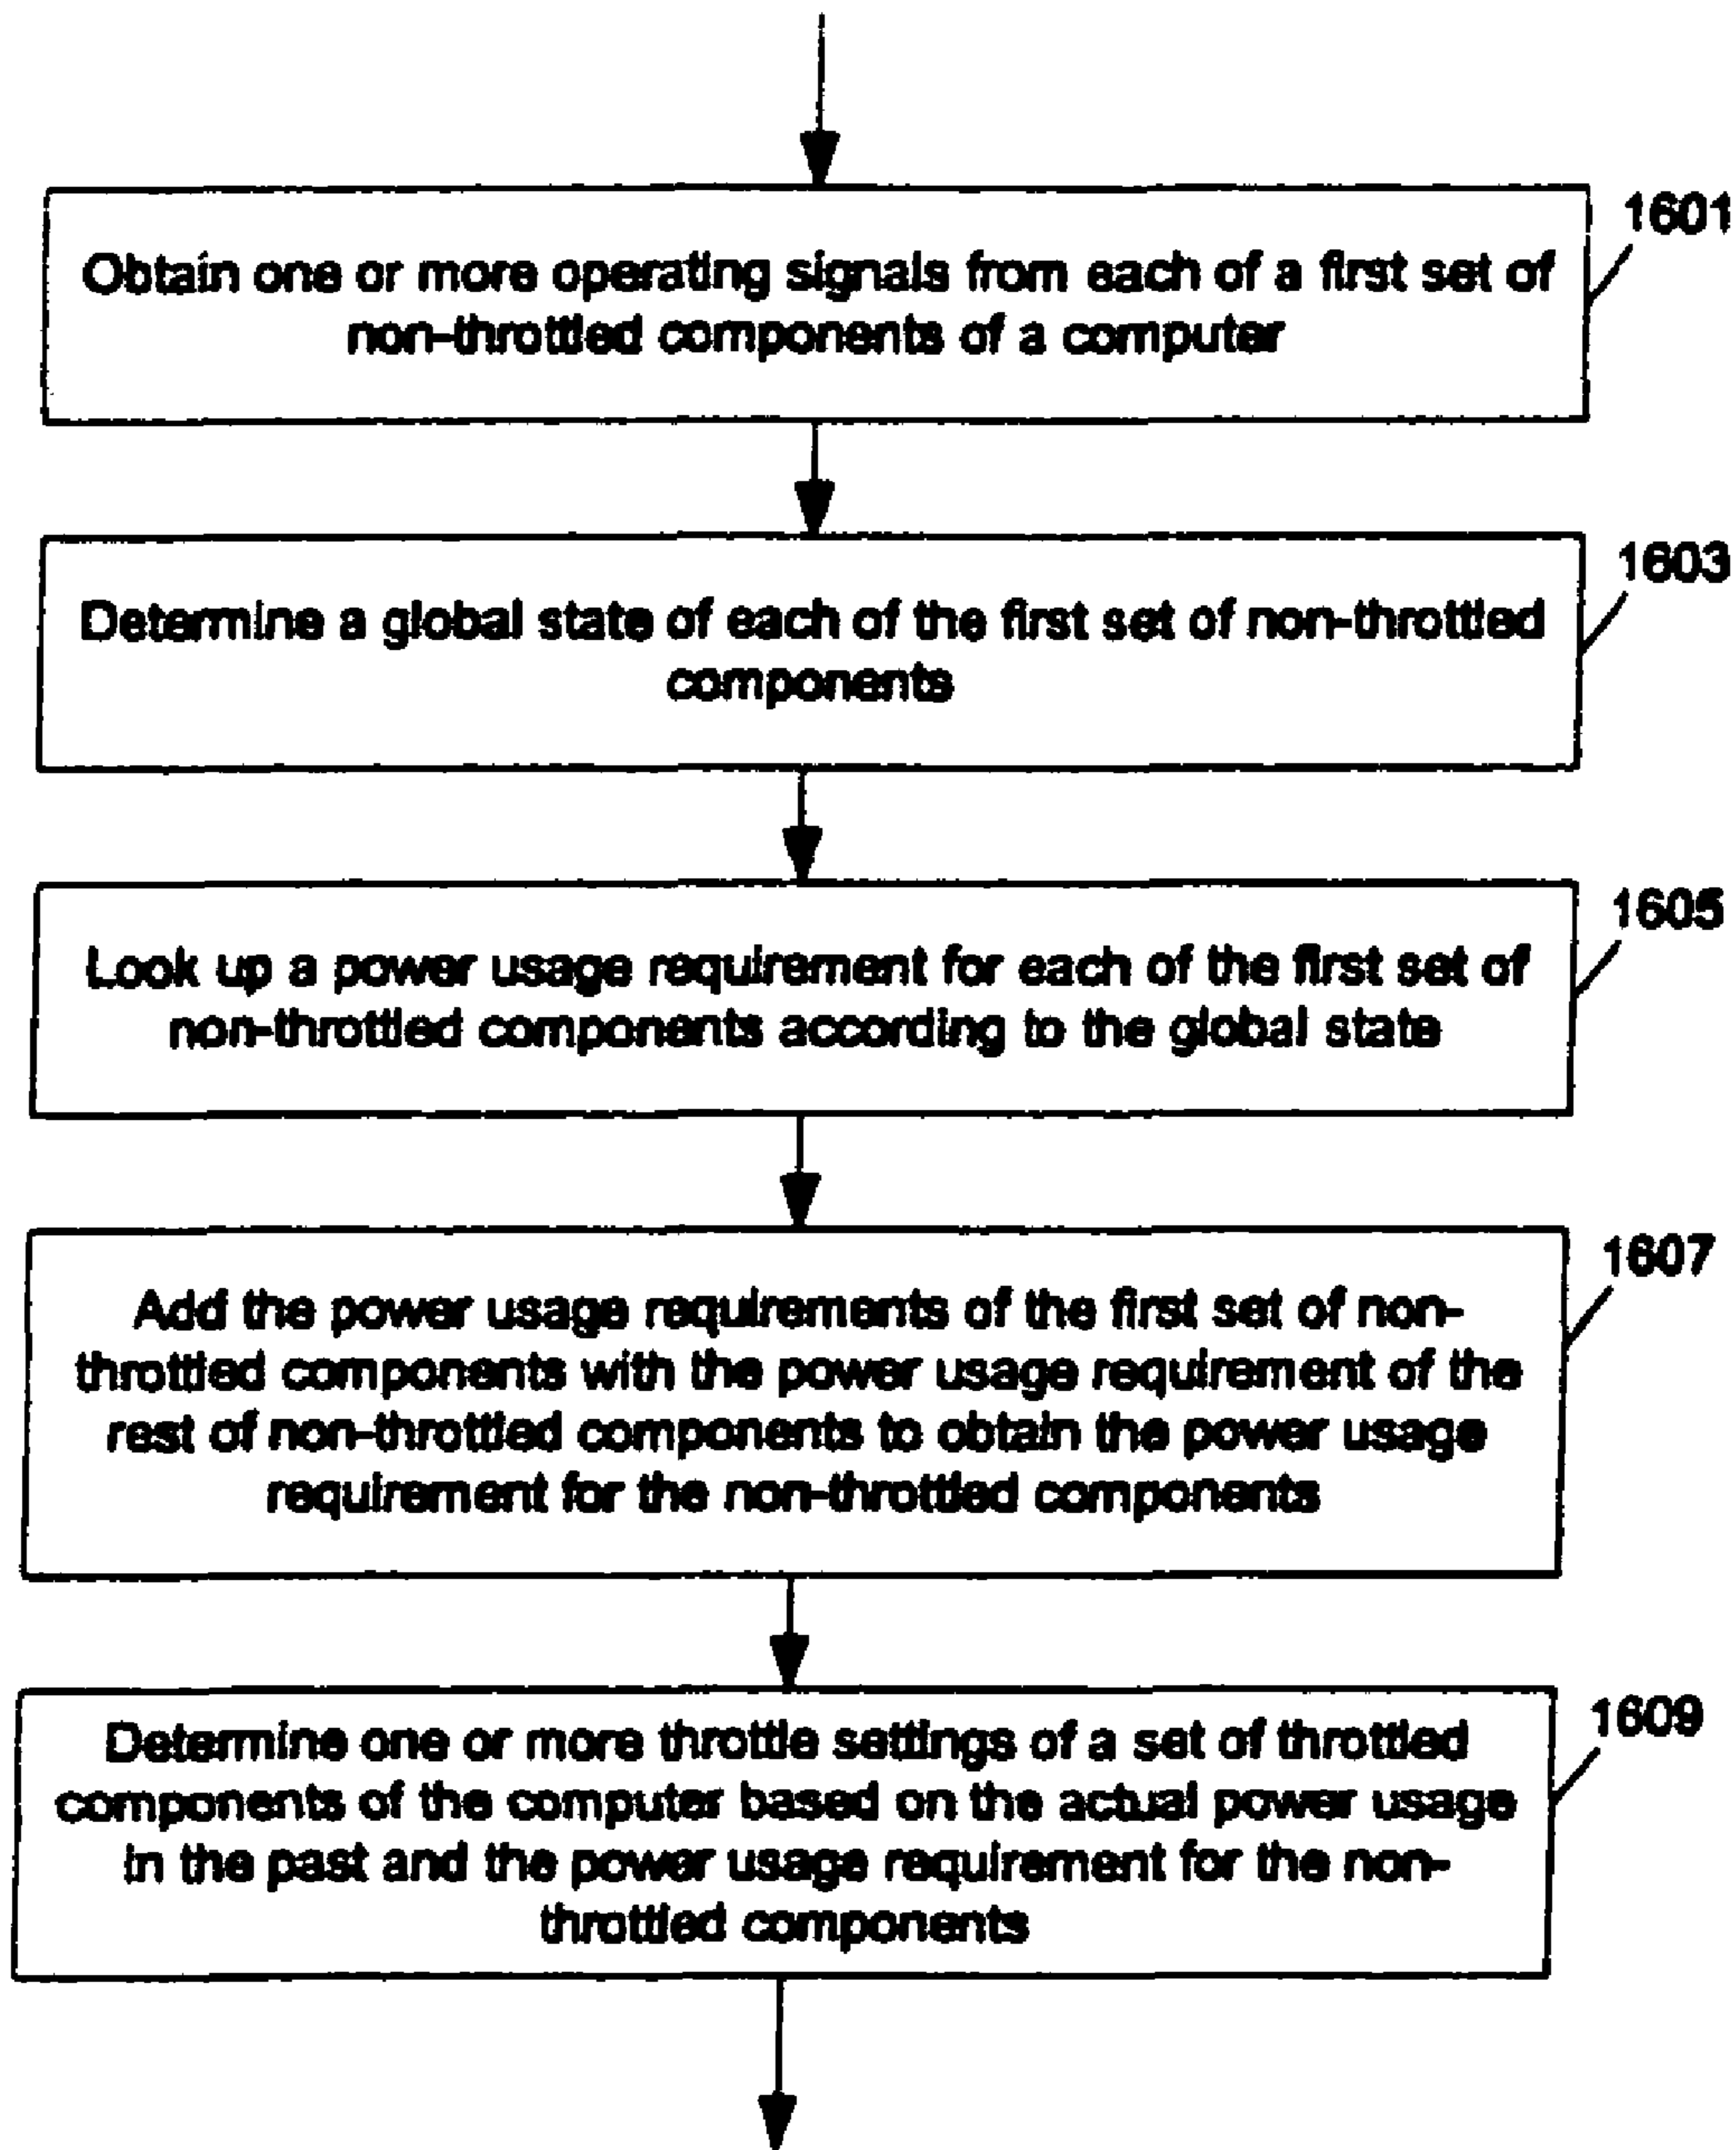 1601
Obtain one or more operating signals from each of a first set of
non-throttled components of a computer
1603
Determine a global state of each of the first set of non-throttled
components
1605
Look up a power usage requirement for each of the first set of
non-throttled components according to the global state
1607
Add the power usage requirements of the first set of non-
throttled components with the power usage requirement of the
rest of non-throttled components to obtain the power usage
requirement for the non-throttled components
1609
Determine one or more throttle settings of a set of throttled
components of the computer based on the actual power usage
in the past and the power usage requirement for the non-
throttled components